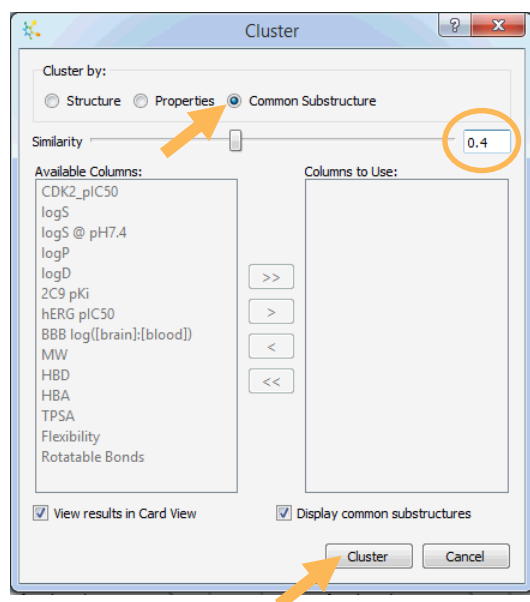 Cluster
?
X
Cluster by:
Structure Properties Common Substructure
Similarity 0.4
Available Columns: Columns to Use:
CDK2_pIC50
logS
logS @ pH7.4
logP
logD
2C9 pKi
hERG pIC50
BBB log([brain]:[blood])
MW
HBD
HBA
TPSA
Flexibility
Rotatable Bonds
>>
>
<
<<
View results in Card View Display common substructures
Cluster Cancel